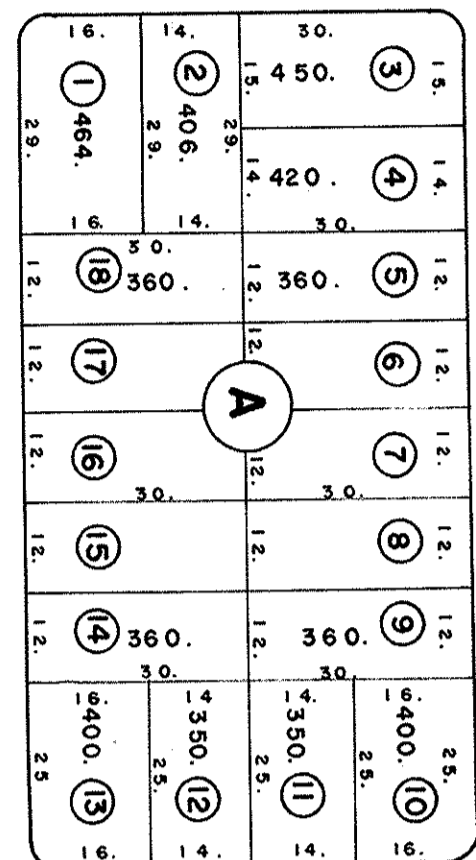 16. 14. 30.
1 2 15. 450. 3 15.
29. 464. 29. 406. 29.
14. 420. 4 14.
16. 14. 30.
30.
12. 18 360. 12. 360. 5 12.
12. 17 12. 6 12.
A
12. 16 12. 7 12.
30. 30.
12. 15 12. 8 12.
12. 14 360. 12. 360. 9 12.
30. 30
16. 14 14. 16.
400. 350. 350. 400.
25. 25. 25. 25. 25.
13 12 11 10
16. 14. 14. 16.